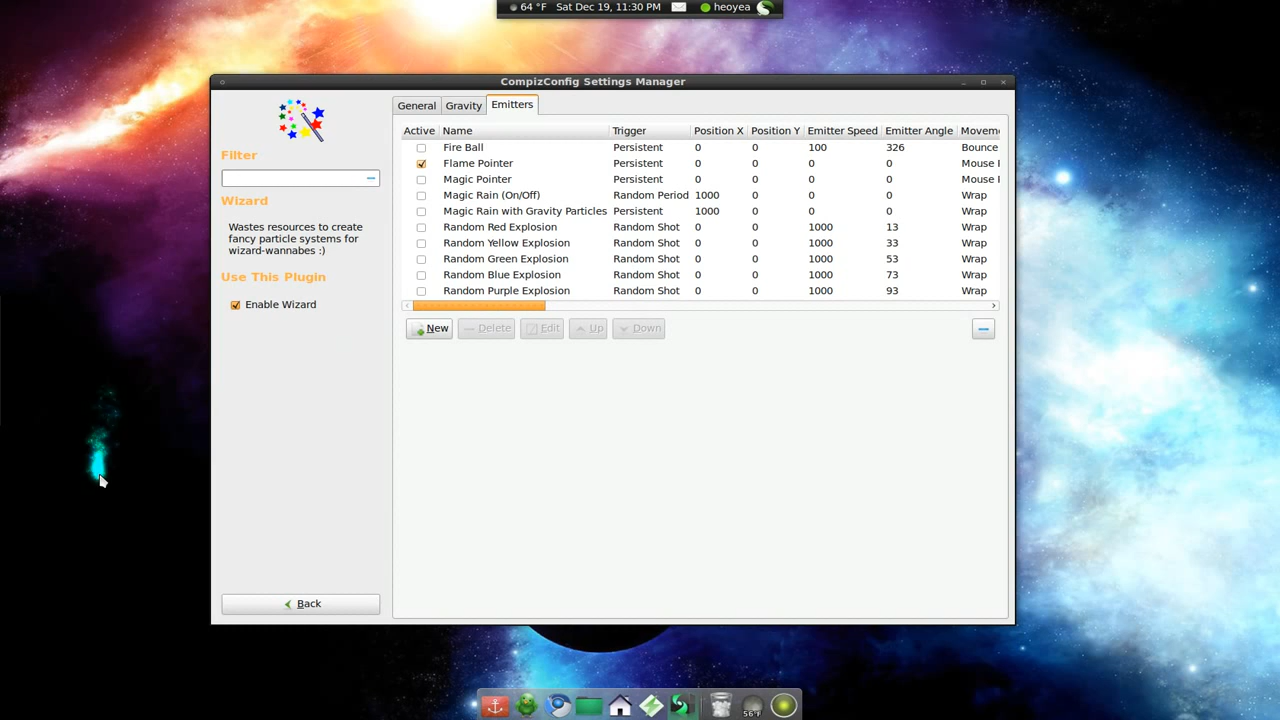 64 °F Sat Dec 19, 11:30 PM heoyea
CompizConfig Settings Manager
Filter
Wizard
Wastes resources to create
fancy particle systems for
wizard-wannabes :)
Use This Plugin
Enable Wizard
Back
General Gravity Emitters
Active Name Trigger Position X Position Y Emitter Speed Emitter Angle Movem
Fire Ball Persistent 0 0 100 326 Bounce
Flame Pointer Persistent 0 0 0 0 Mouse
Magic Pointer Persistent 0 0 0 0 Mouse
Magic Rain (On/Off) Random Period 1000 0 0 0 Wrap
Magic Rain with Gravity Particles Persistent 1000 0 0 0 Wrap
Random Red Explosion Random Shot 0 0 1000 13 Wrap
Random Yellow Explosion Random Shot 0 0 1000 33 Wrap
Random Green Explosion Random Shot 0 0 1000 53 Wrap
Random Blue Explosion Random Shot 0 0 1000 73 Wrap
Random Purple Explosion Random Shot 0 0 1000 93 Wrap
New Delete Edit Up Down
56°F